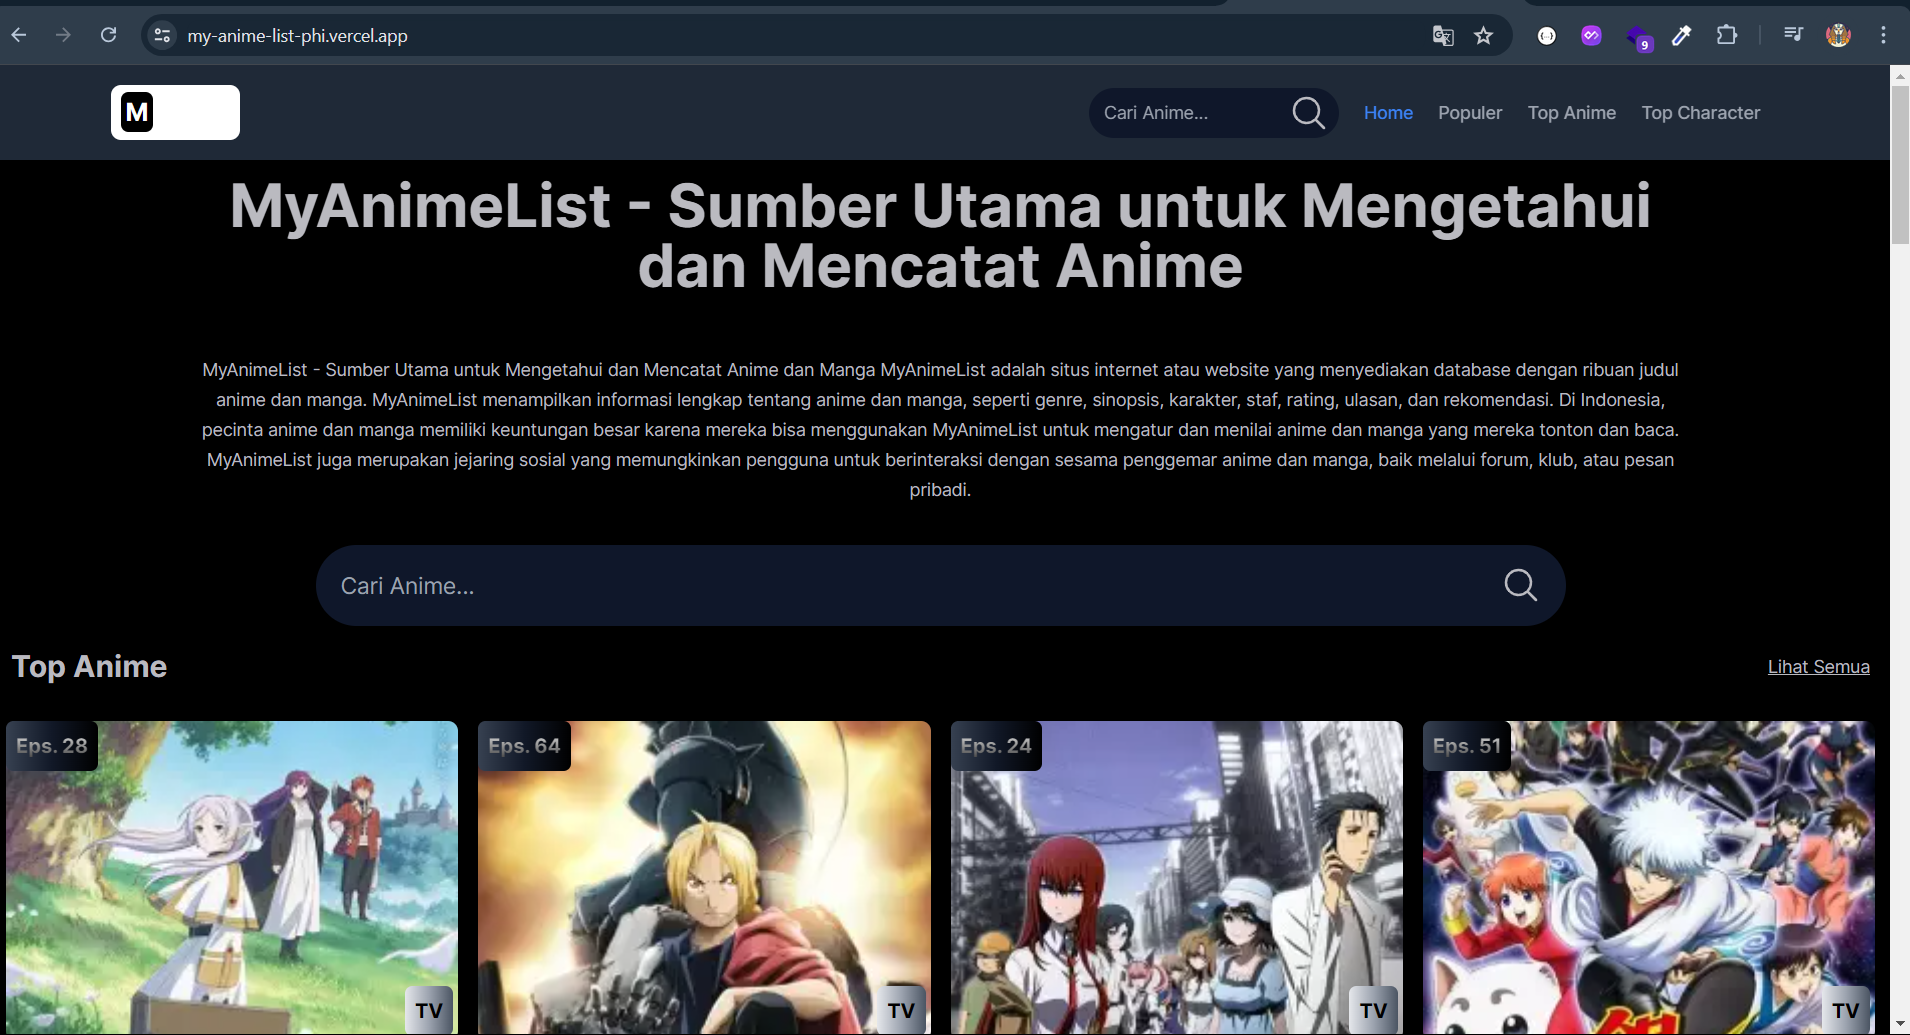 my-anime-list-phi.vercel.app
9
M
Cari Anime...
Home
Populer
Top Anime
Top Character
MyAnimeList - Sumber Utama untuk Mengetahui
dan Mencatat Anime
MyAnimeList - Sumber Utama untuk Mengetahui dan Mencatat Anime dan Manga MyAnimeList adalah situs internet atau website yang menyediakan database dengan ribuan judul
anime dan manga. MyAnimeList menampilkan informasi lengkap tentang anime dan manga, seperti genre, sinopsis, karakter, staf, rating, ulasan, dan rekomendasi. Di Indonesia,
pecinta anime dan manga memiliki keuntungan besar karena mereka bisa menggunakan MyAnimeList untuk mengatur dan menilai anime dan manga yang mereka tonton dan baca.
MyAnimeList juga merupakan jejaring sosial yang memungkinkan pengguna untuk berinteraksi dengan sesama penggemar anime dan manga, baik melalui forum, klub, atau pesan
pribadi.
Cari Anime...
Top Anime
Lihat Semua
Eps. 28
Eps. 64
Eps. 24
Eps. 51
TV
TV
TV
TV